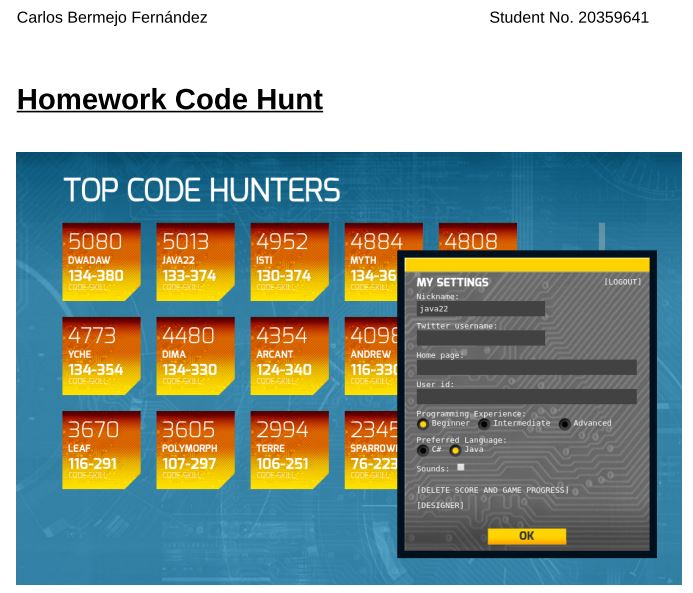 Carlos Bermejo Fernández Student No. 20359641
Homework Code Hunt
TOP CODE HUNTERS
5080 5013 4952 4884 4808
DWADAW JAVA22 ISTI MYTH
134-380 133-374 130-374 134-36
CODE-SKILL CODE-SKILL CODE-SKILL
4773 4480 4354 4098
YCHE DIMA ARCANT ANDREW
134-354 134-330 124-340 116-330
CODE-SKILL CODE-SKILL CODE-SKILL CODE-SKILL
3670 3605 2994 2345
LEAF POLYMORPH TERRE SPARROW
116-291 107-297 106-251 76-223
CODE-SKILL CODE-SKILL CODE-SKILL CODE-SKILL
MY SETTINGS [LOGOUT]
Nickname:
java22
Twitter username:
Home page:
User id:
Programming Experience:
Beginner Intermediate Advanced
Preferred Language:
C# Java
Sounds:
[DELETE SCORE AND GAME PROGRESS]
[DESIGNER]
OK